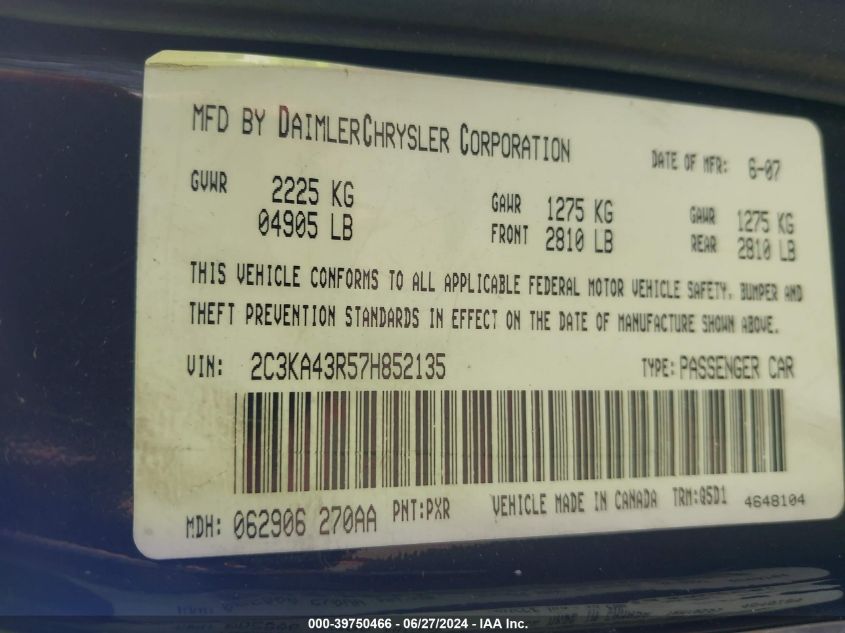 MFD BY DAIMLERCHRYSLER CORPORATION DATE OF MFR: 6-07
GVWR 2225 KG GAWR 1275 KG GAWR 1275 KG
04905 LB FRONT 2810 LB REAR 2810 LB
THIS VEHICLE CONFORMS TO ALL APPLICABLE FEDERAL MOTOR VEHICLE SAFETY, BUMPER AND
THEFT PREVENTION STANDARDS IN EFFECT ON THE DATE OF MANUFACTURE SHOWN ABOVE.
VIN: 2C3KA43R57H852135 TYPE: PASSENGER CAR
MDH: 062906 270AA PNT:PXR VEHICLE MADE IN CANADA TRM:Q5D1 4648104
000-39750466 - 06/27/2024 - IAA Inc.